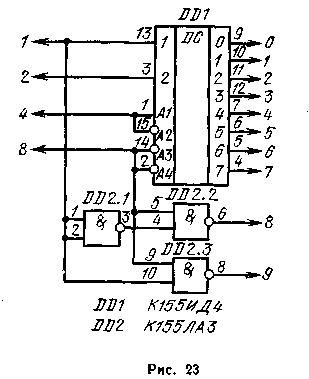 DD1
1 13 1 DC 0 9 0
1 10 1
2 3 2 2 11 2
3 12 3
4 1 A1 4 7 4
15 A2 5 6 5
8 14 A3 6 5 6
2 A4 7 4 7
DD2.1 DD2.2
1 & 3 5 & 6 8
2 4
DD2.3
9 & 8 9
10
DD1 К155ИД4
DD2 К155ЛА3
Рис. 23